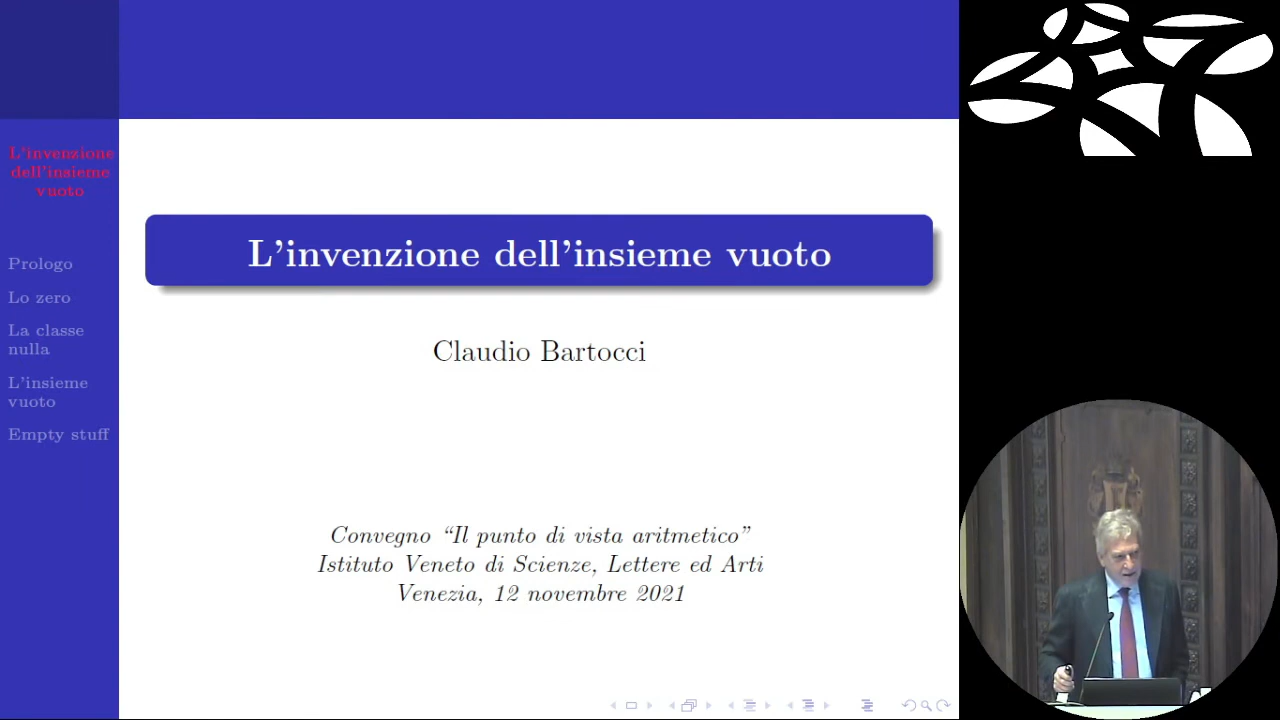 L'invenzione
dell'insieme
vuoto
Prologo
Lo zero
La classe
nulla
L'insieme
vuoto
Empty stuff
L'invenzione dell'insieme vuoto
Claudio Bartocci
Convegno “Il punto di vista aritmetico”
Istituto Veneto di Scienze, Lettere ed Arti
Venezia, 12 novembre 2021